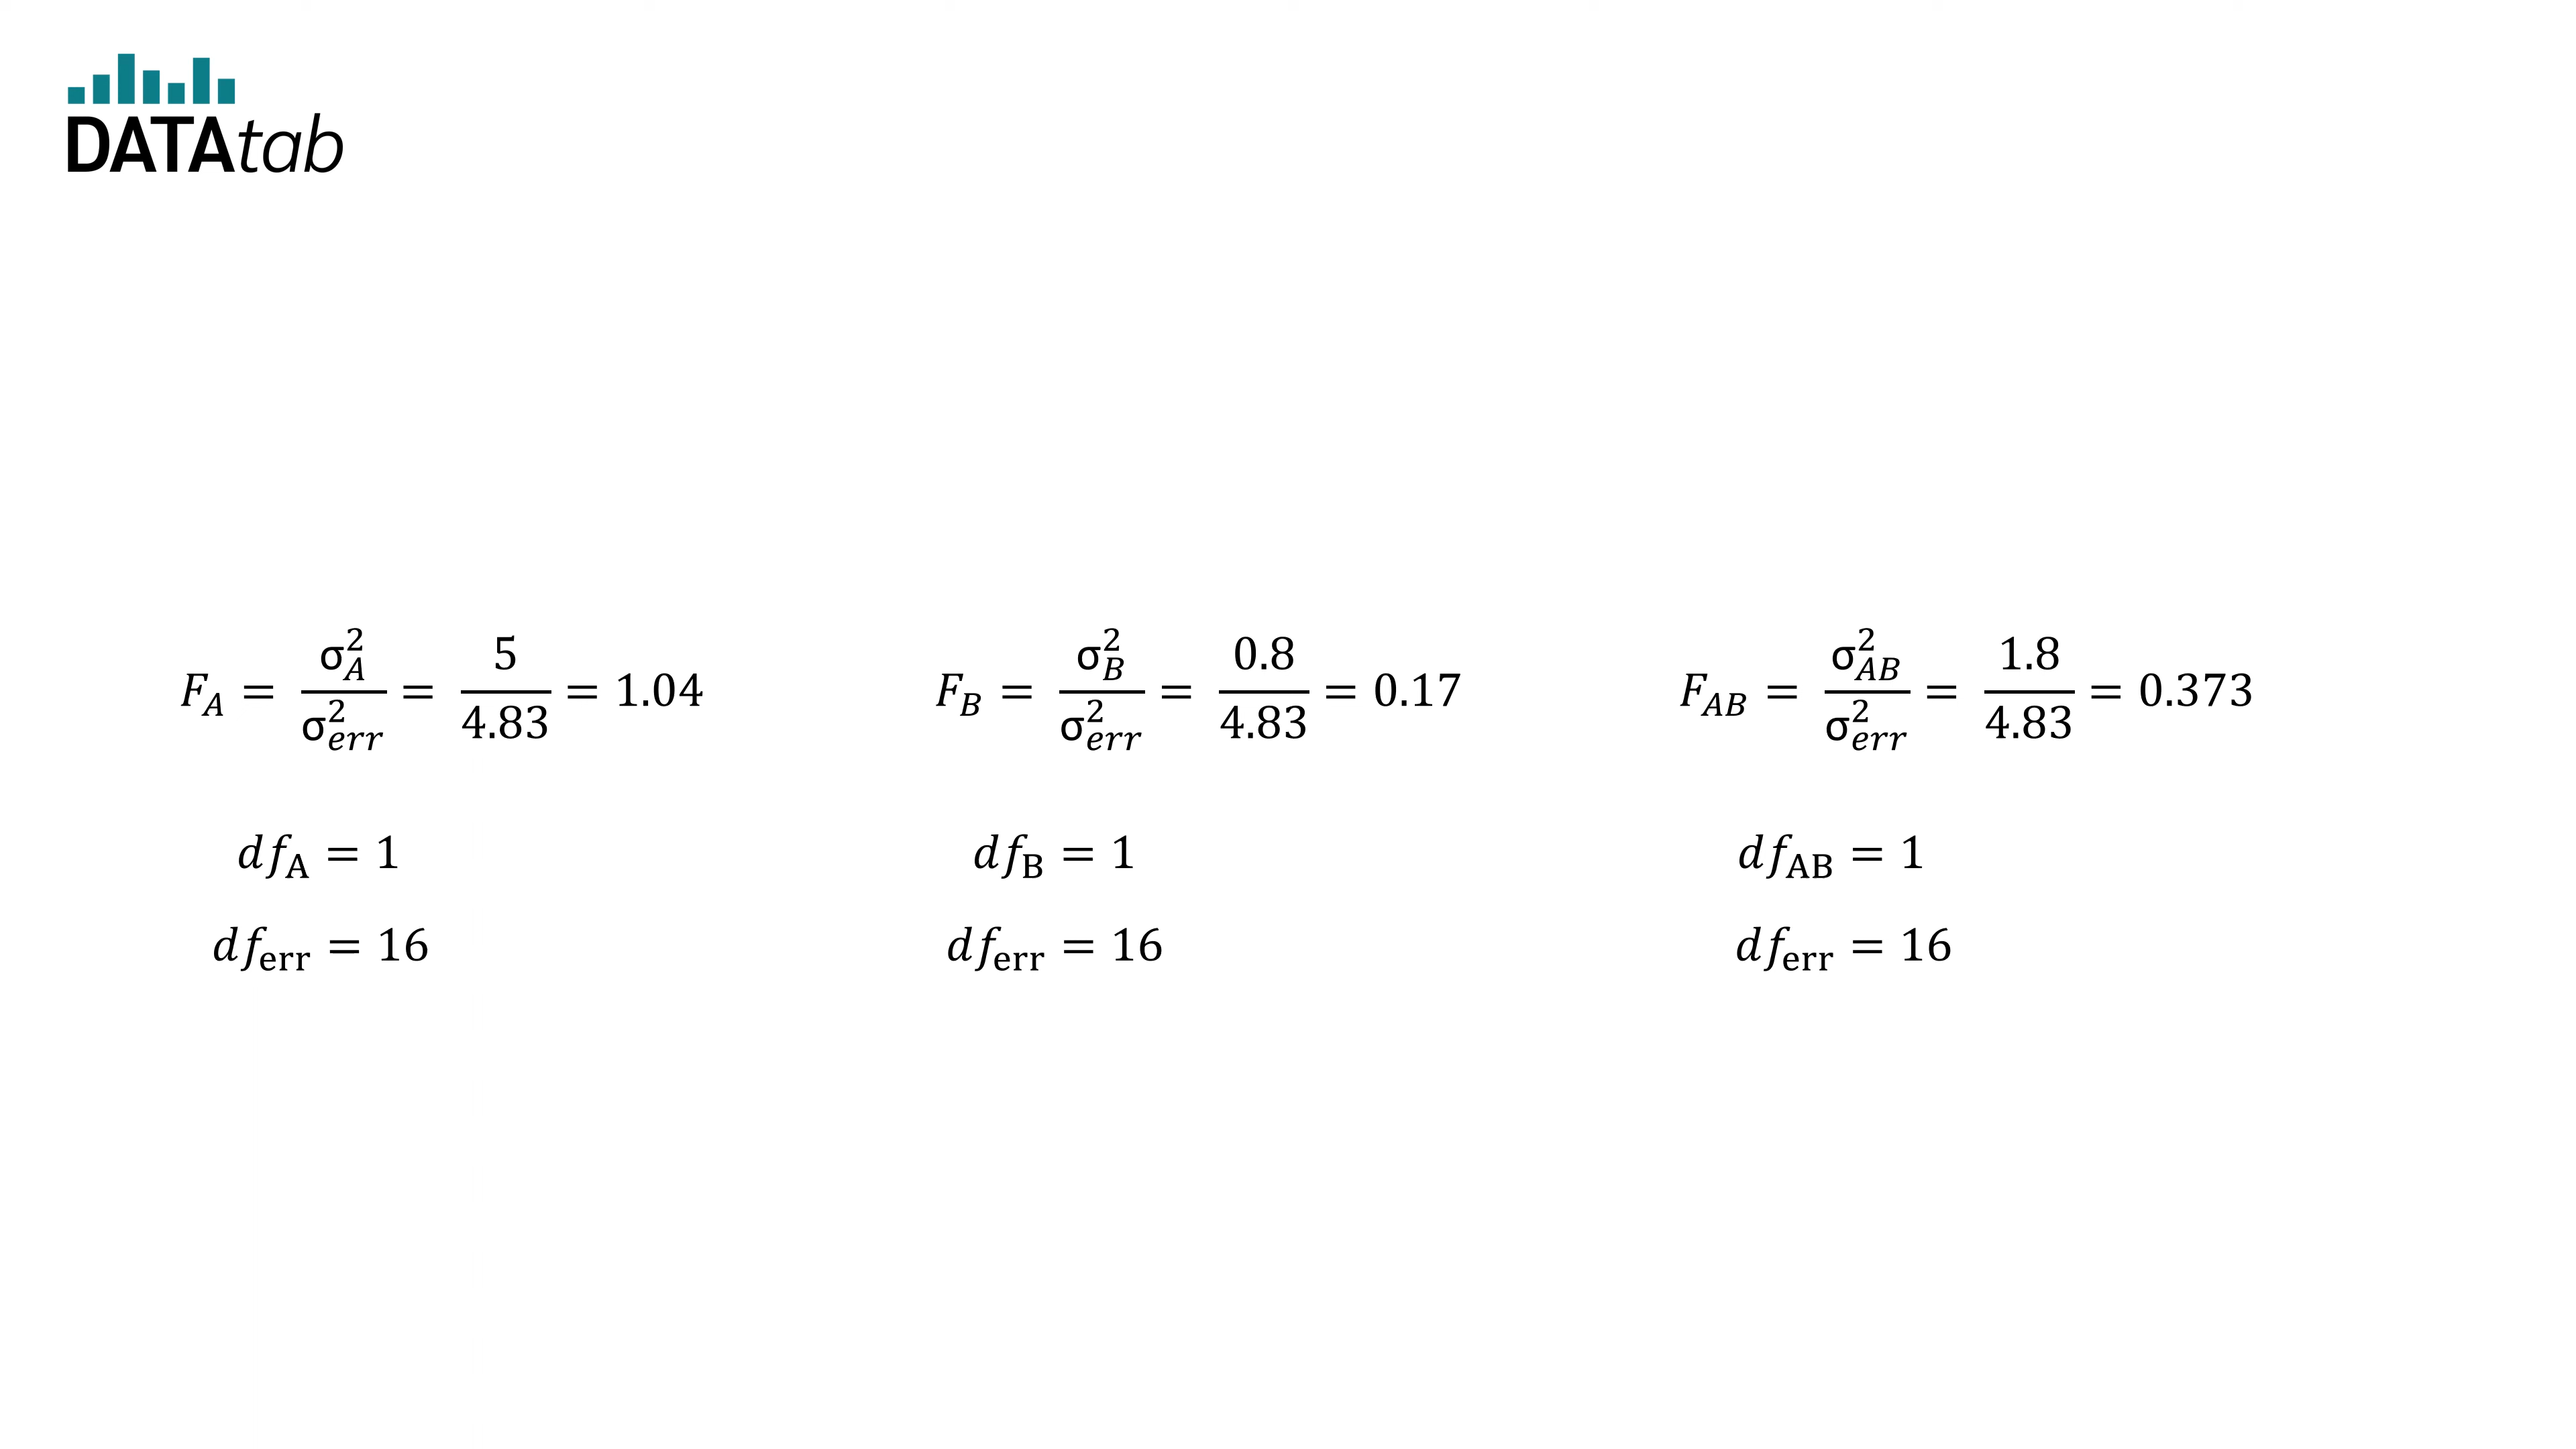 DATAtab
F_A = σ²_A / σ²_err = 5 / 4.83 = 1.04
df_A = 1
df_err = 16
F_B = σ²_B / σ²_err = 0.8 / 4.83 = 0.17
df_B = 1
df_err = 16
F_AB = σ²_AB / σ²_err = 1.8 / 4.83 = 0.373
df_AB = 1
df_err = 16